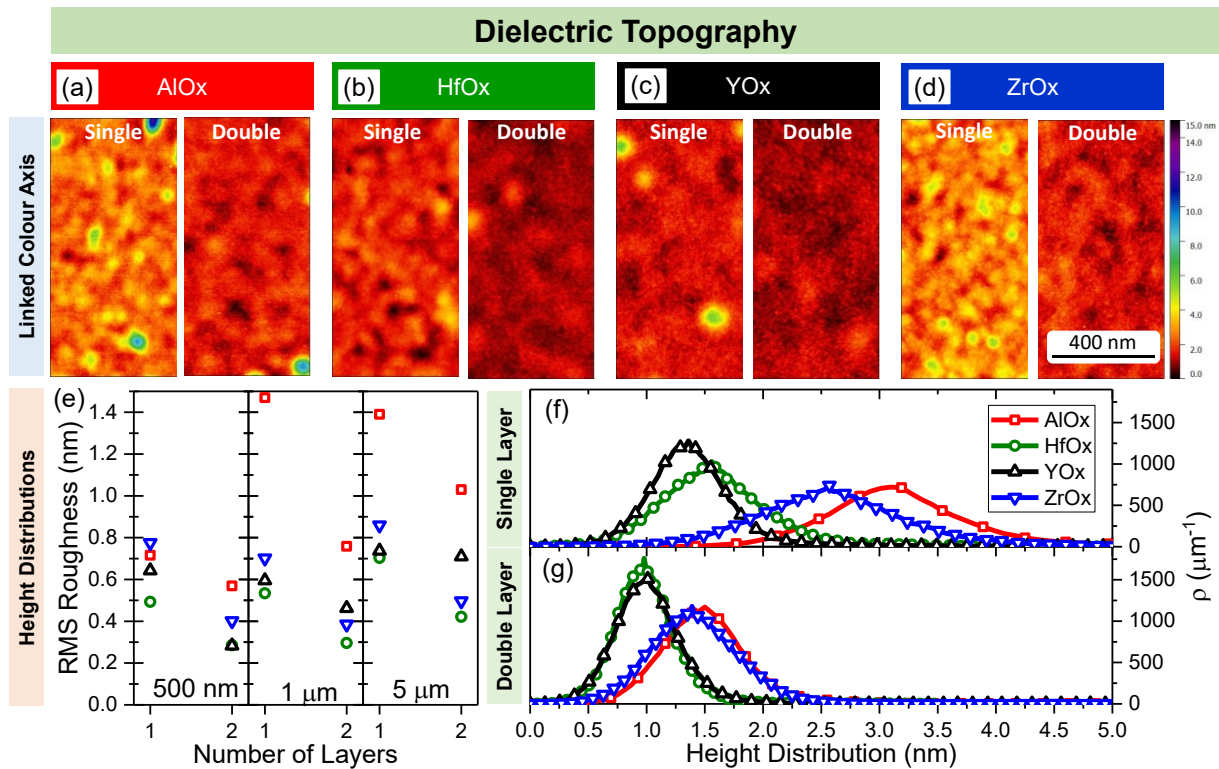 Dielectric Topography
(a) AlOx
(b) HfOx
(c) YOx
(d) ZrOx
Linked Colour Axis
Single Double
Single Double
Single Double
Single Double
400 nm
15.0 nm
14.0
12.0
10.0
8.0
6.0
4.0
2.0
0.0
Height Distributions
(e)
RMS Roughness (nm)
1.4
1.2
1.0
0.8
0.6
0.4
0.2
0.0
500 nm 1 μm 5 μm
1 2 1 2 1 2
Number of Layers
Single Layer
(f)
AlOx
HfOx
YOx
ZrOx
1500
1000
500
0
Double Layer
(g)
1500
1000
500
0
ρ (μm⁻¹)
0.0 0.5 1.0 1.5 2.0 2.5 3.0 3.5 4.0 4.5 5.0
Height Distribution (nm)